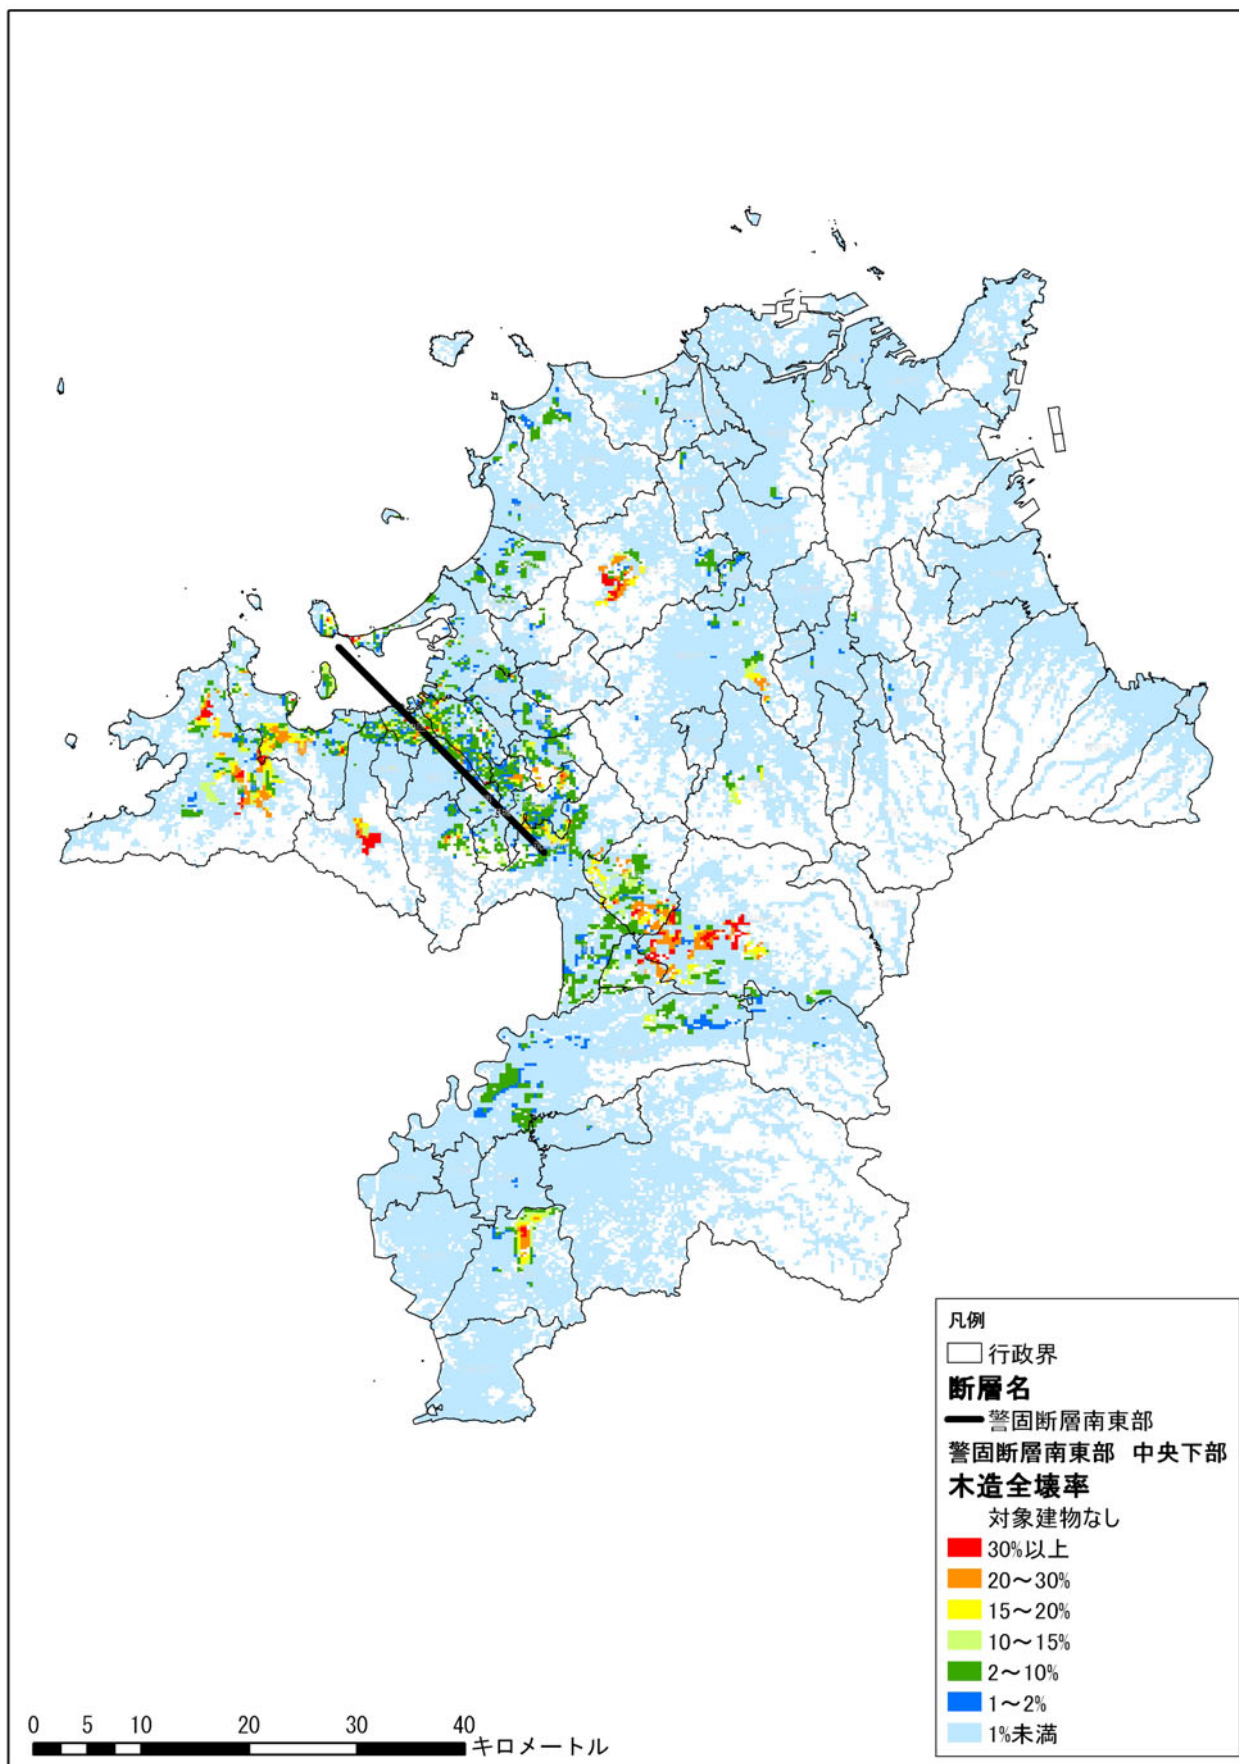 凡例
行政界
断層名
警固断層南東部
警固断層南東部 中央下部
木造全壊率
対象建物なし
30%以上
20～30%
15～20%
10～15%
2～10%
1～2%
1%未満
0 5 10 20 30 40
キロメートル